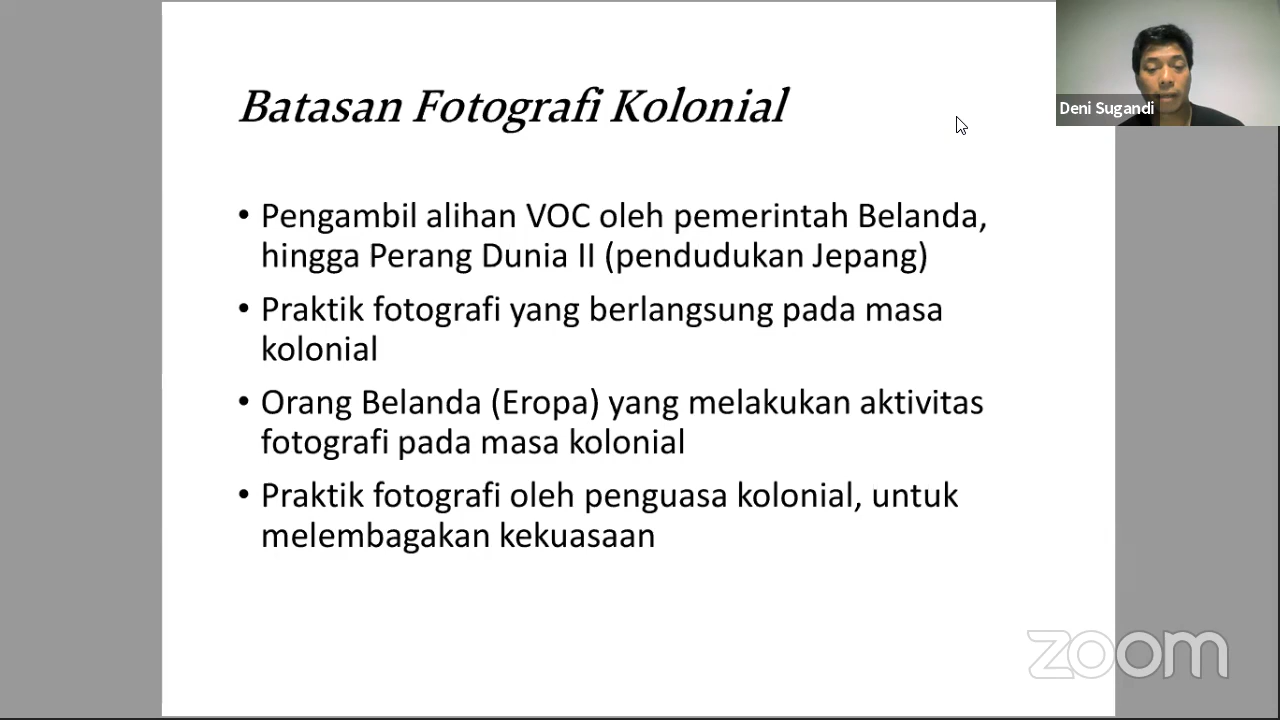 Batasan Fotografi Kolonial
Deni Sugandi
• Pengambil alihan VOC oleh pemerintah Belanda,
hingga Perang Dunia II (pendudukan Jepang)
• Praktik fotografi yang berlangsung pada masa
kolonial
• Orang Belanda (Eropa) yang melakukan aktivitas
fotografi pada masa kolonial
• Praktik fotografi oleh penguasa kolonial, untuk
melembagakan kekuasaan
zoom